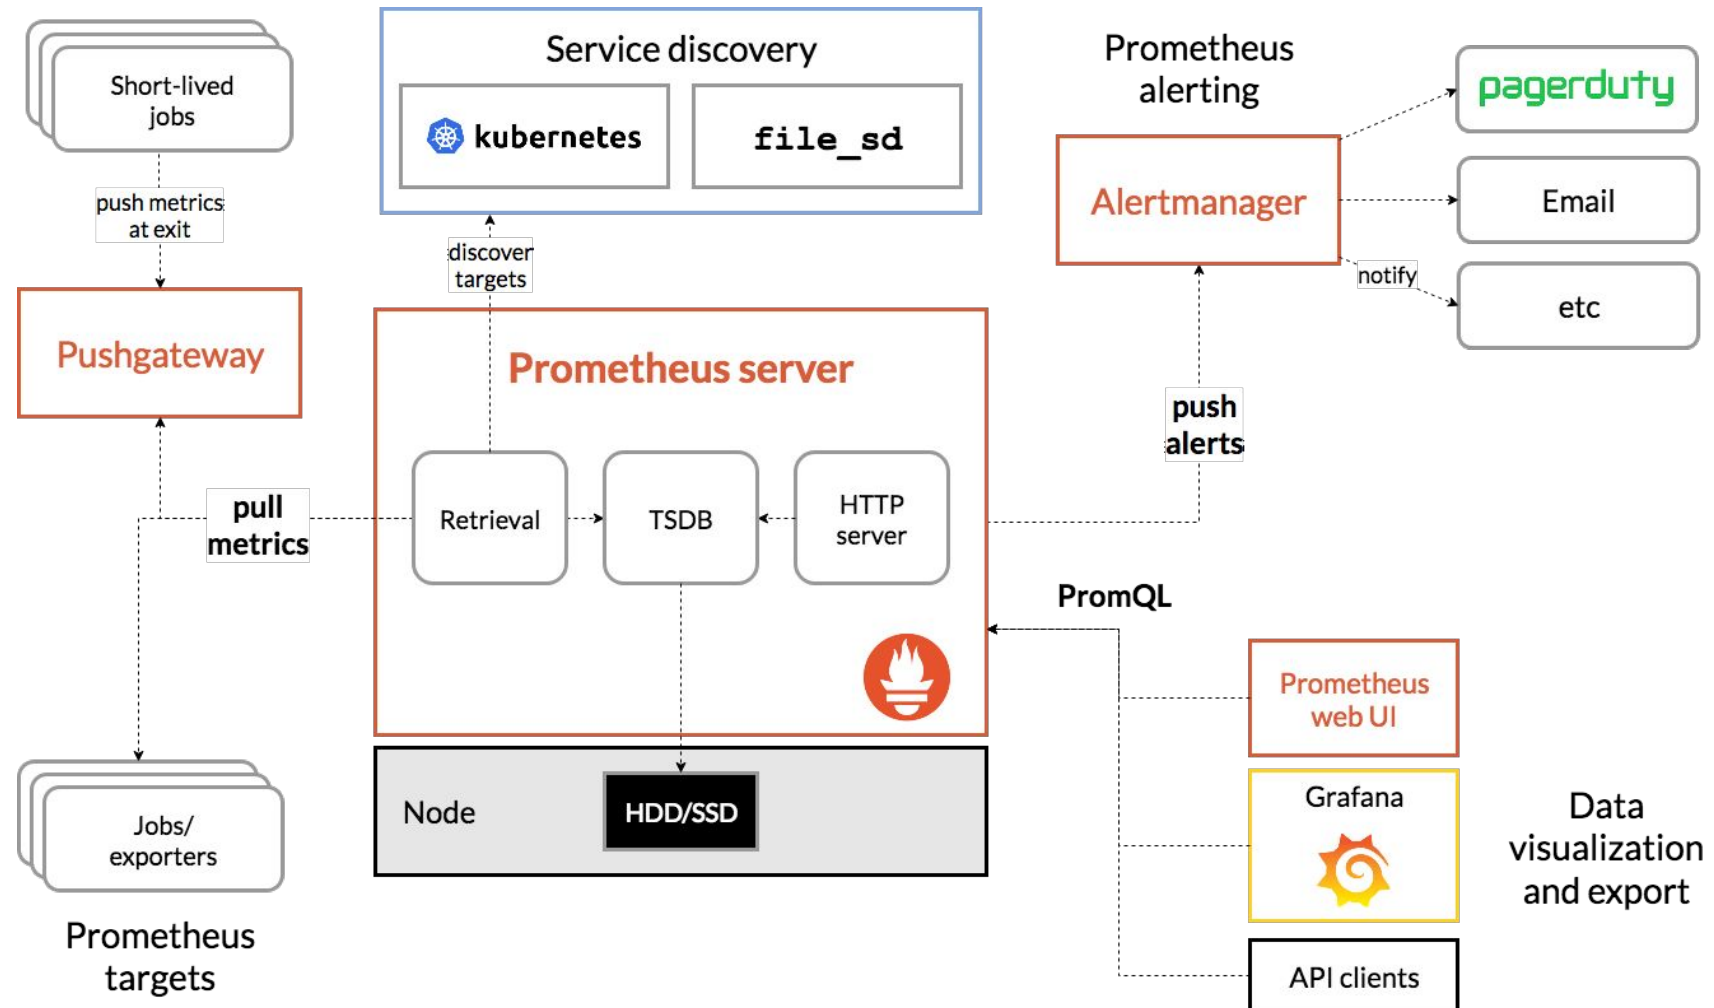 Short-lived
jobs
push metrics
at exit
Pushgateway
pull
metrics
Jobs/
exporters
Prometheus
targets
Service discovery
kubernetes
file_sd
discover
targets
Prometheus server
Retrieval
TSDB
HTTP
server
Node
HDD/SSD
Prometheus
alerting
Alertmanager
pagerduty
Email
notify
etc
push
alerts
PromQL
Prometheus
web UI
Grafana
API clients
Data
visualization
and export